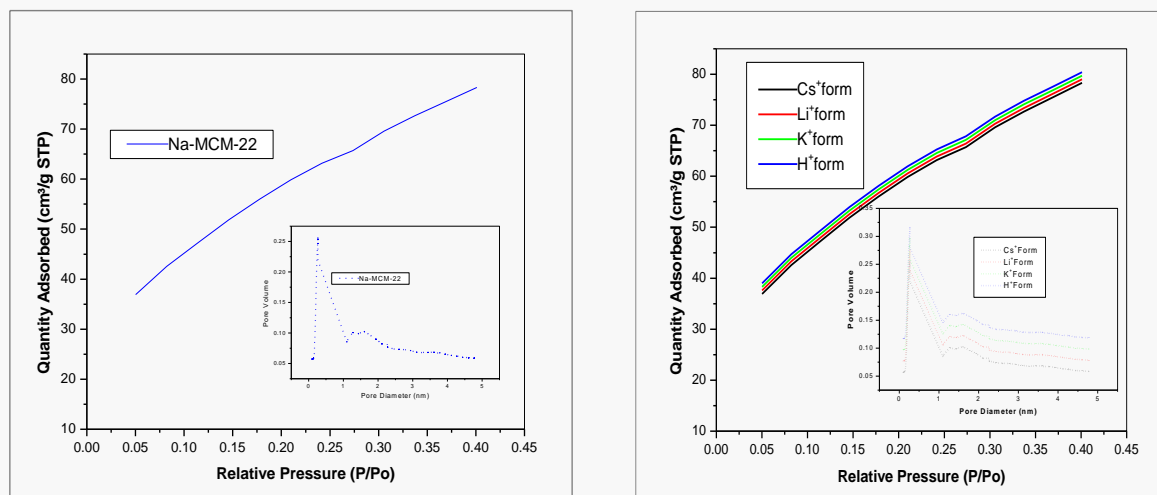 80
70
60
50
40
30
20
10
0.00 0.05 0.10 0.15 0.20 0.25 0.30 0.35 0.40 0.45
Quantity Adsorbed (cm³/g STP)
Relative Pressure (P/Po)
Na-MCM-22
0.25
0.20
0.15
0.10
0.05
0 1 2 3 4 5
Pore Volume
Pore Diameter (nm)
Na-MCM-22
80
70
60
50
40
30
20
10
0.00 0.05 0.10 0.15 0.20 0.25 0.30 0.35 0.40 0.45
Quantity Adsorbed (cm³/g STP)
Relative Pressure (P/Po)
Cs⁺form
Li⁺form
K⁺form
H⁺form
0.35
0.30
0.25
0.20
0.15
0.10
0.05
0 1 2 3 4 5
Pore Volume
Pore Diameter (nm)
Cs⁺Form
Li⁺Form
K⁺Form
H⁺Form